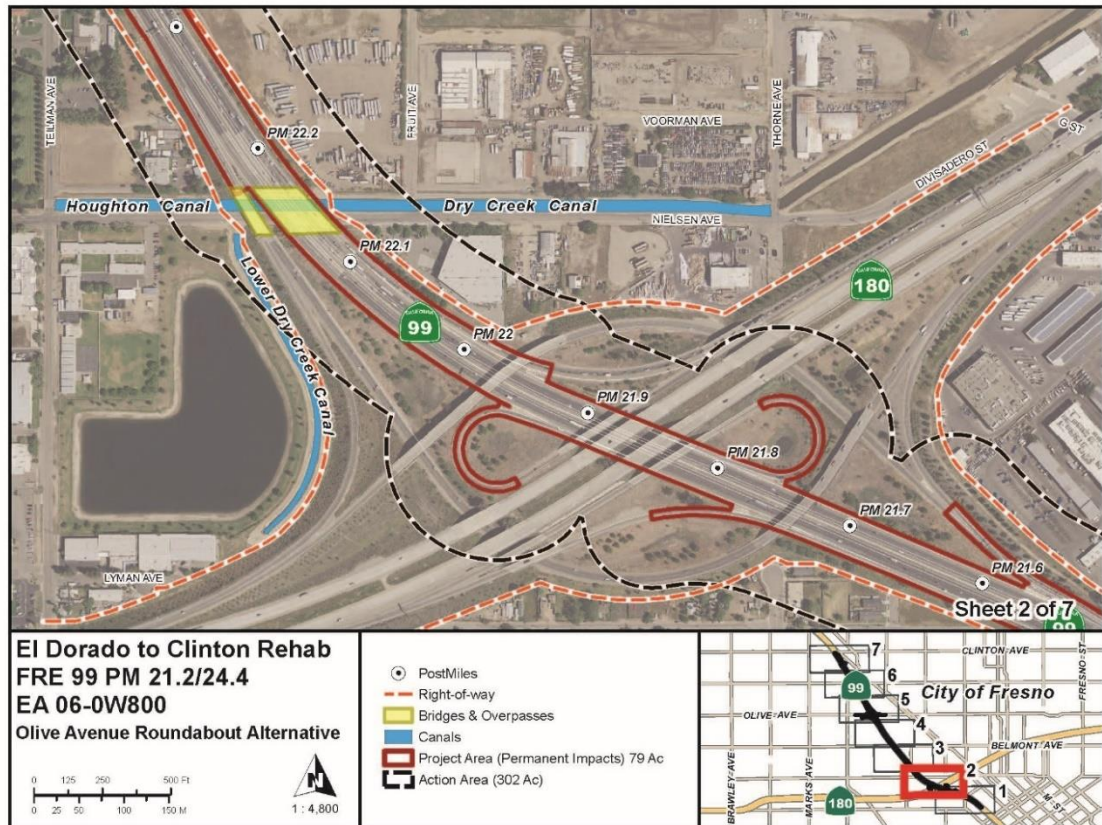 TEILMAN AVE
FRUIT AVE
VOORMAN AVE
THORNE AVE
G ST
DIVISADERO ST
PM 22.2
Houghton Canal
Dry Creek Canal
NIELSEN AVE
PM 22.1
CALIFORNIA
180
Lower Dry Creek Canal
CALIFORNIA
99
PM 22
PM 21.9
PM 21.8
PM 21.7
LYMAN AVE
PM 21.6
Sheet 2 of 7
99
El Dorado to Clinton Rehab
FRE 99 PM 21.2/24.4
EA 06-0W800
Olive Avenue Roundabout Alternative
0 125 250 500 Ft
0 25 50 100 150 M
N
1 : 4,800
PostMiles
Right-of-way
Bridges & Overpasses
Canals
Project Area (Permanent Impacts) 79 Ac
Action Area (302 Ac)
7
CLINTON AVE
FRESNO ST
99
6
City of Fresno
5
OLIVE AVE
4
BELMONT AVE
3
2
BRAWLEY AVE
MARKS AVE
180
1
M ST